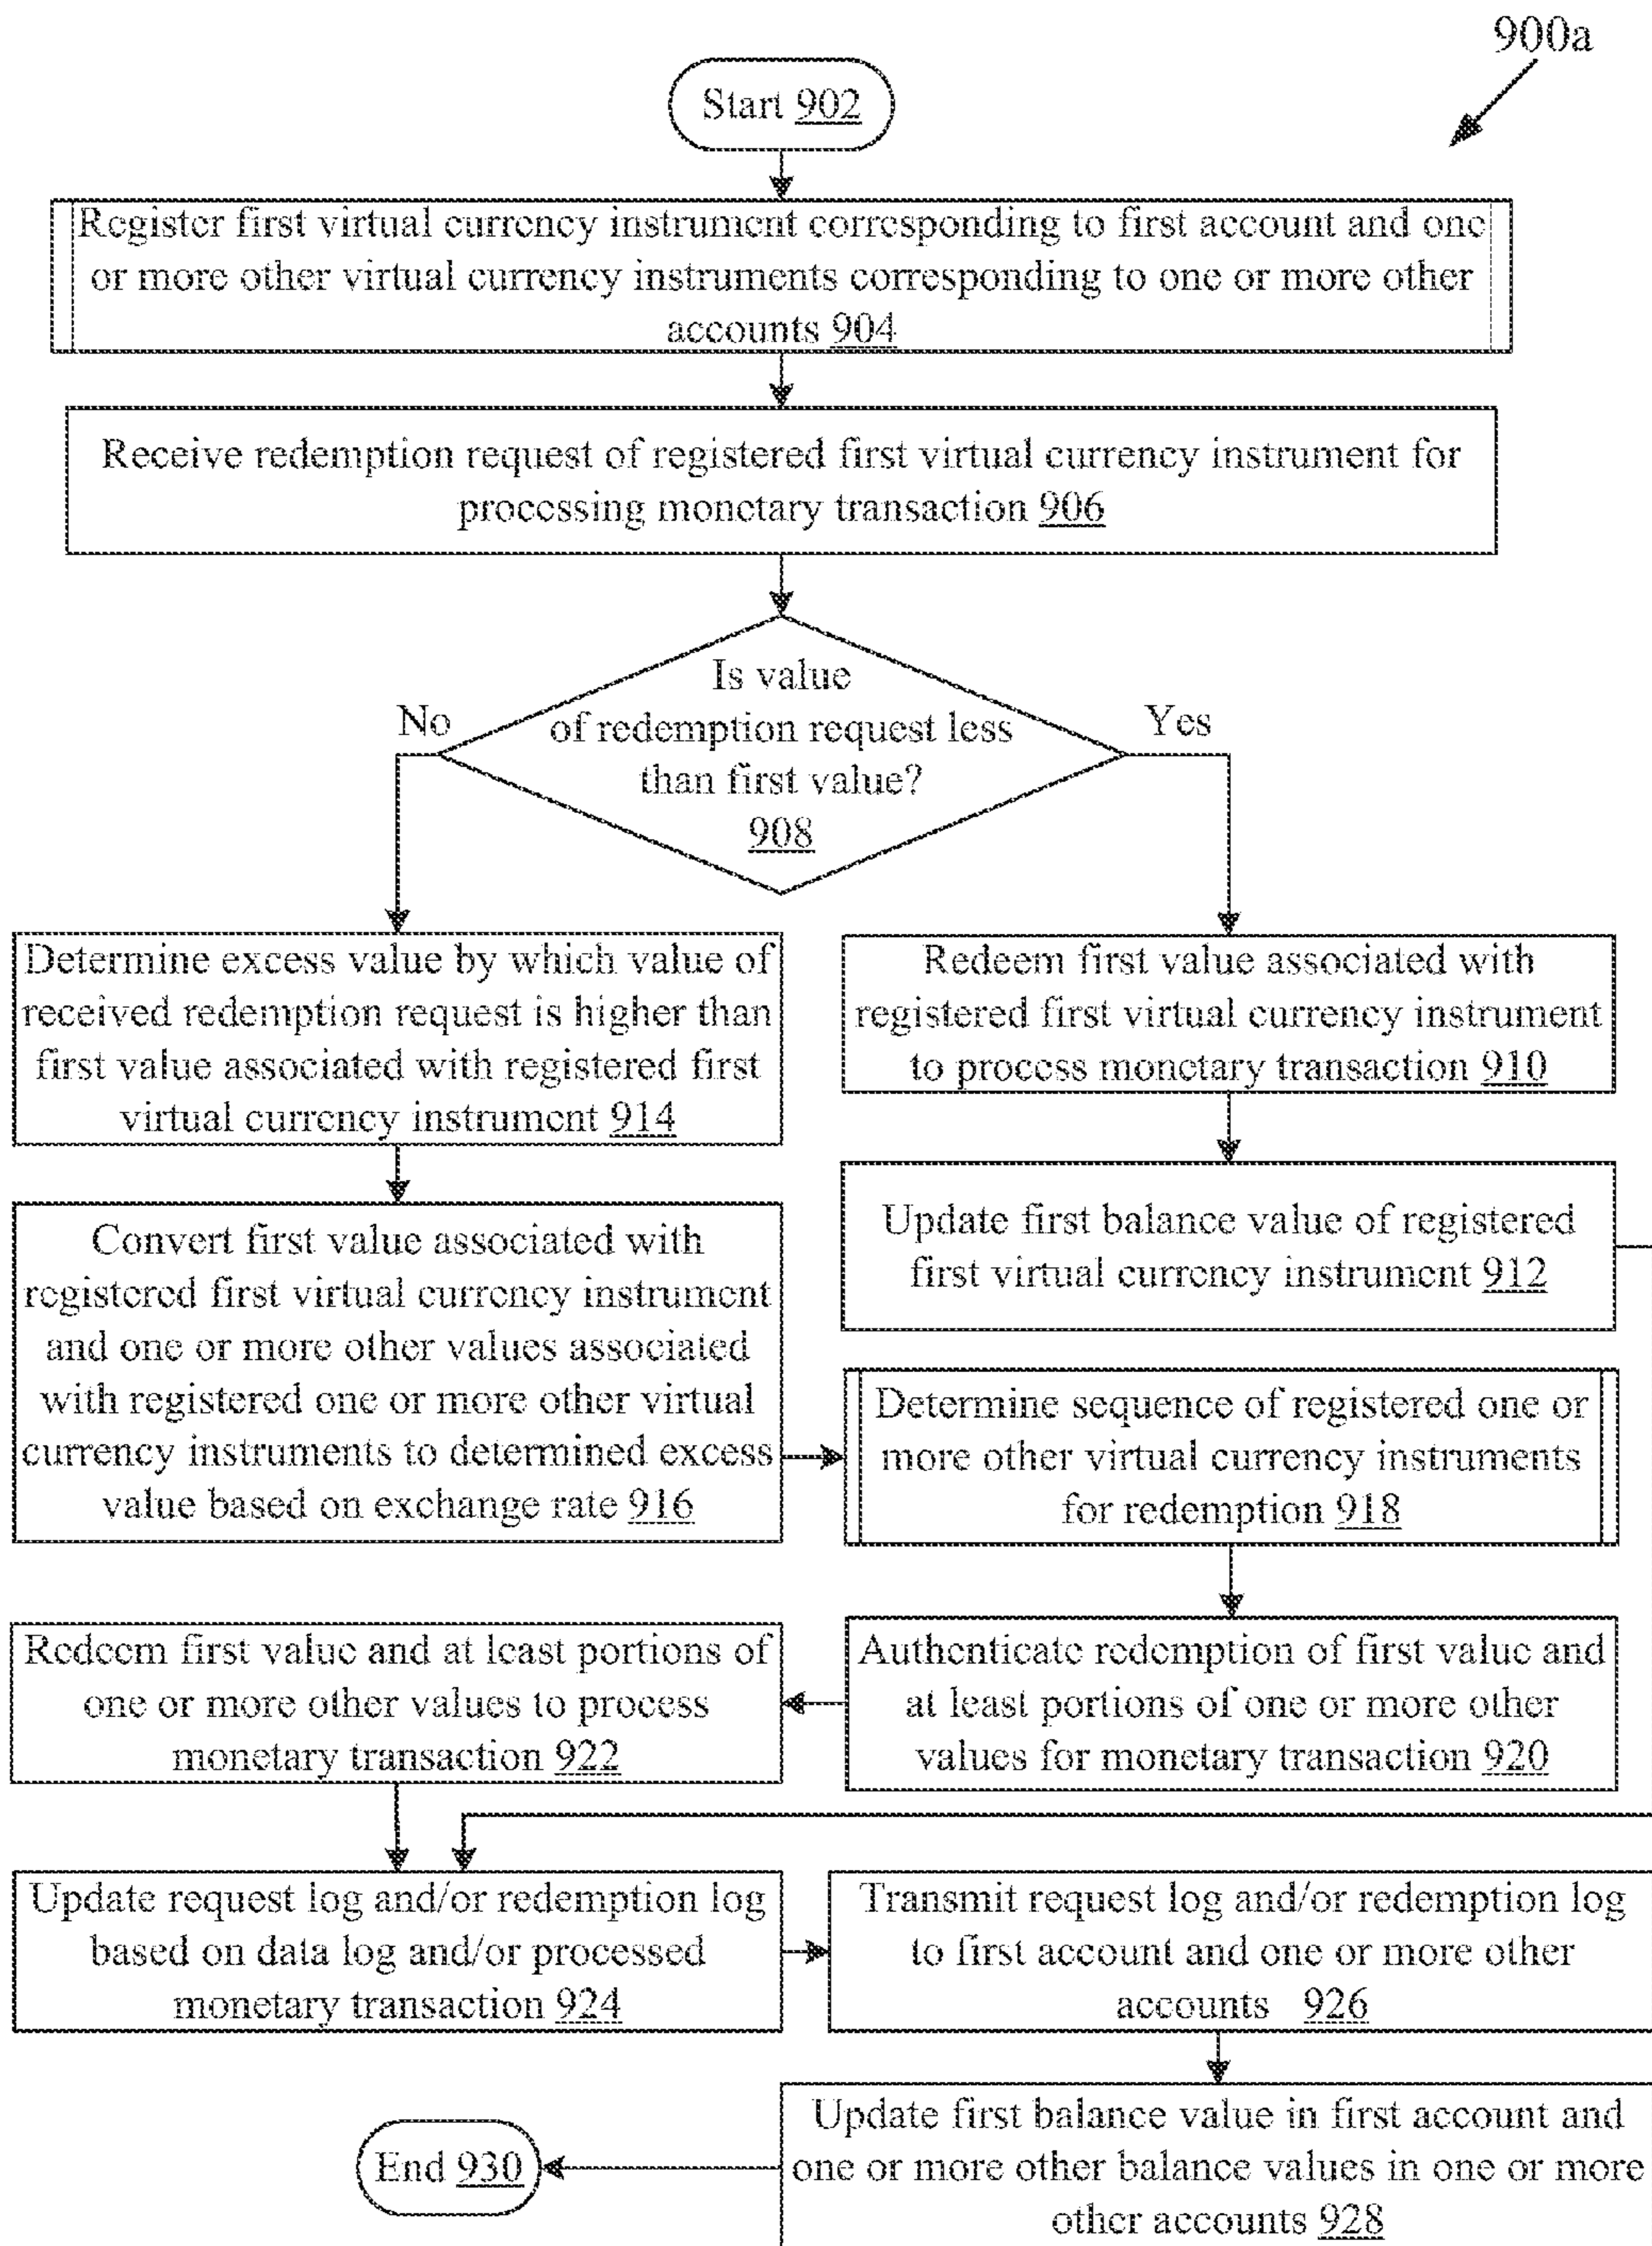 900a
Start 902
Register first virtual currency instrument corresponding to first account and one
or more other virtual currency instruments corresponding to one or more other
accounts 904
Receive redemption request of registered first virtual currency instrument for
processing monetary transaction 906
Is value
of redemption request less
than first value?
908
No
Yes
Determine excess value by which value of
received redemption request is higher than
first value associated with registered first
virtual currency instrument 914
Redeem first value associated with
registered first virtual currency instrument
to process monetary transaction 910
Update first balance value of registered
first virtual currency instrument 912
Convert first value associated with
registered first virtual currency instrument
and one or more other values associated
with registered one or more other virtual
currency instruments to determined excess
value based on exchange rate 916
Determine sequence of registered one or
more other virtual currency instruments
for redemption 918
Authenticate redemption of first value and
at least portions of one or more other
values for monetary transaction 920
Redeem first value and at least portions of
one or more other values to process
monetary transaction 922
Update request log and/or redemption log
based on data log and/or processed
monetary transaction 924
Transmit request log and/or redemption log
to first account and one or more other
accounts 926
Update first balance value in first account and
one or more other balance values in one or more
other accounts 928
End 930